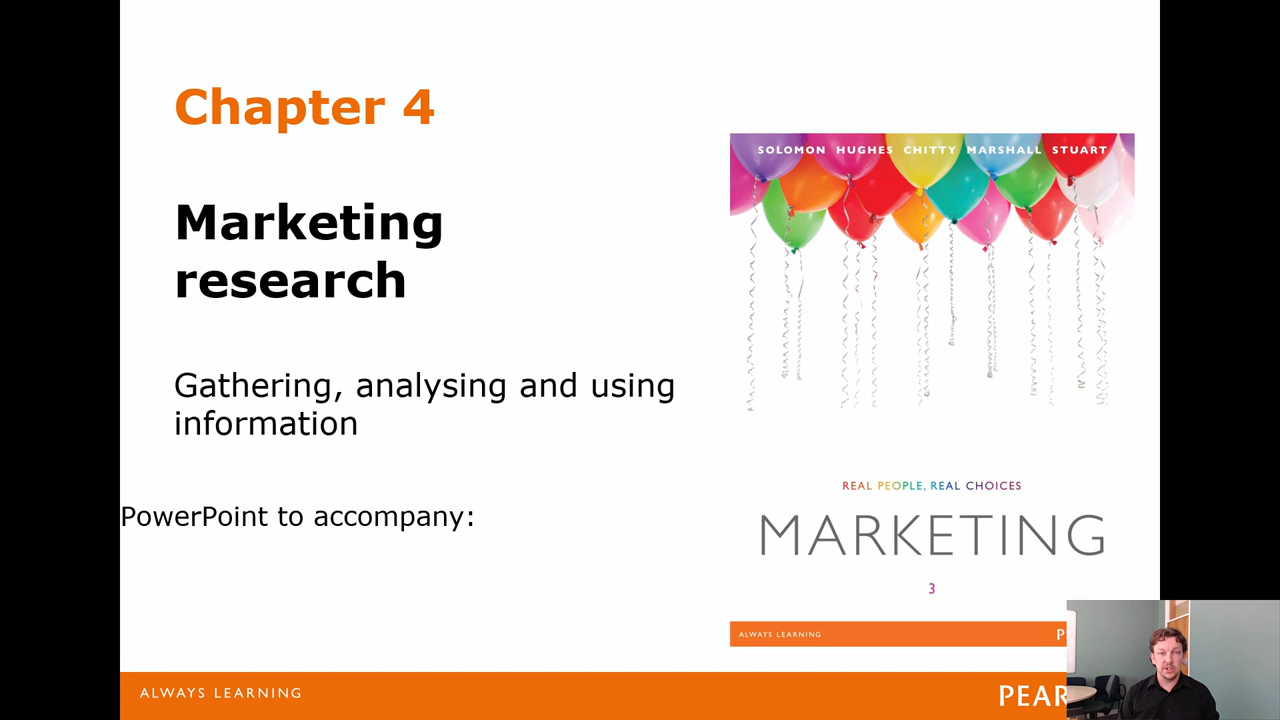 Chapter 4
Marketing
research
Gathering, analysing and using
information
PowerPoint to accompany:
SOLOMON HUGHES CHITTY MARSHALL STUART
REAL PEOPLE, REAL CHOICES
MARKETING
3
ALWAYS LEARNING P
ALWAYS LEARNING PEAR